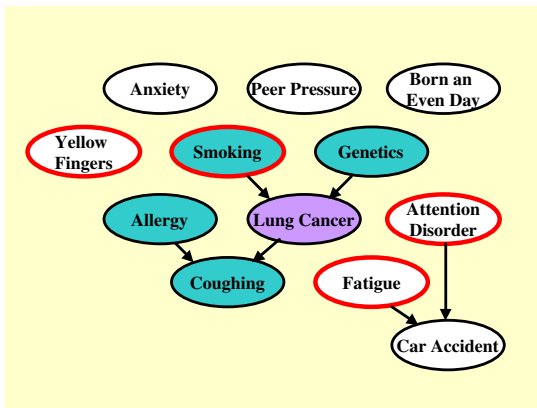 Anxiety
Peer Pressure
Born an
Even Day
Yellow
Fingers
Smoking
Genetics
Allergy
Lung Cancer
Attention
Disorder
Coughing
Fatigue
Car Accident